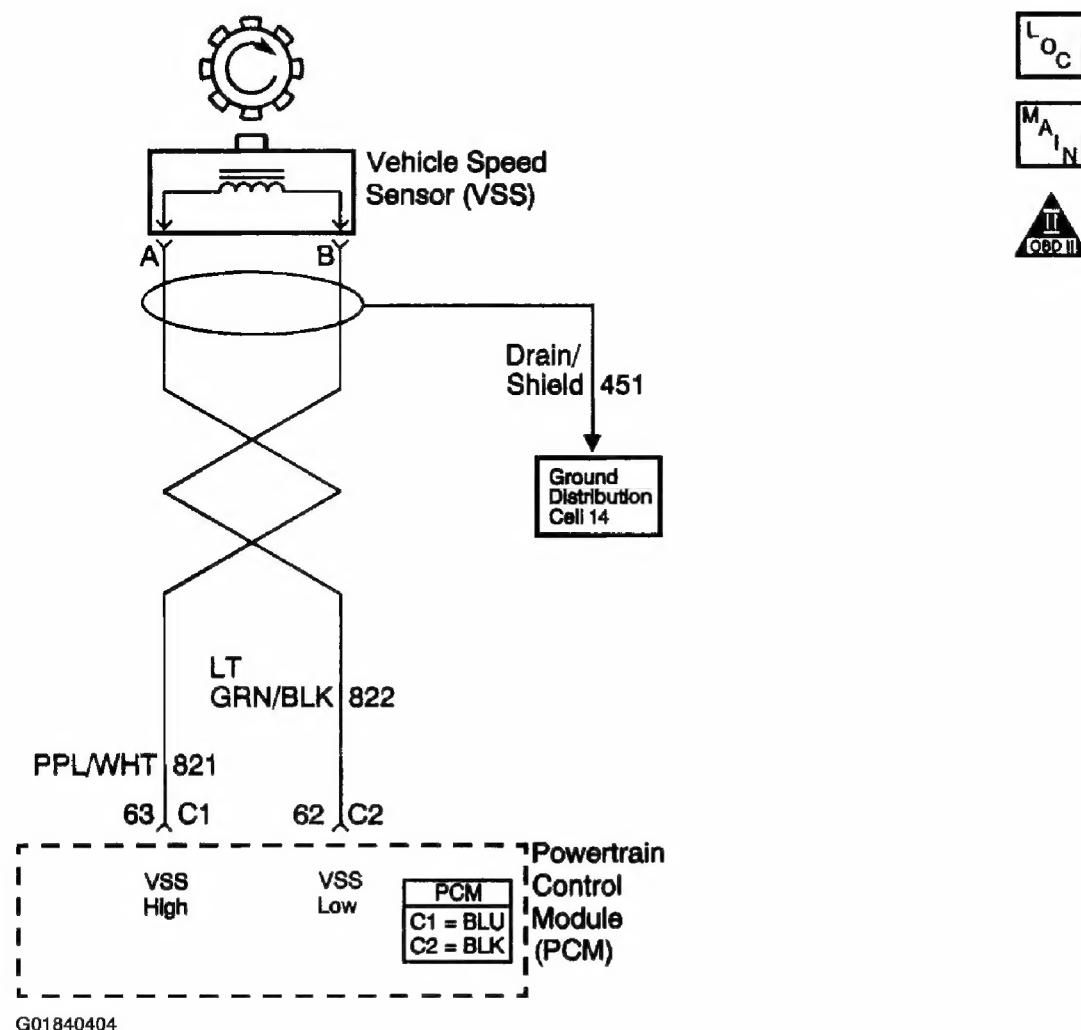 LOC
MAIN
II
OBD II
Vehicle Speed
Sensor (VSS)
A
B
Drain/
Shield
451
Ground
Distribution
Cell 14
LT
GRN/BLK
822
PPL/WHT
821
63
C1
62
C2
Powertrain
Control
Module
(PCM)
VSS
High
VSS
Low
PCM
C1 = BLU
C2 = BLK
G01840404